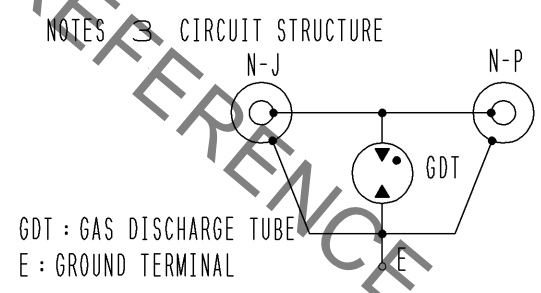 NOTES 3 CIRCUIT STRUCTURE
N-J
N-P
GDT
GDT : GAS DISCHARGE TUBE
E
E : GROUND TERMINAL
REFERENCE